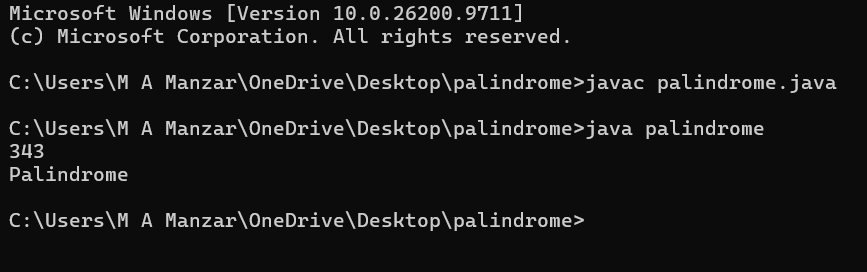 Microsoft Windows [Version 10.0.26200.9711]
(c) Microsoft Corporation. All rights reserved.
C:\Users\M A Manzar\OneDrive\Desktop\palindrome>javac palindrome.java
C:\Users\M A Manzar\OneDrive\Desktop\palindrome>java palindrome
343
Palindrome
C:\Users\M A Manzar\OneDrive\Desktop\palindrome>